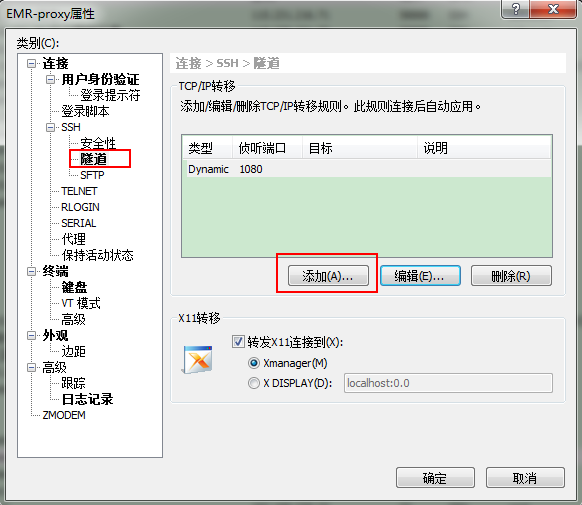 EMR-proxy属性
类别(C):
连接
用户身份验证
登录提示符
登录脚本
SSH
安全性
隧道
SFTP
TELNET
RLOGIN
SERIAL
代理
保持活动状态
终端
键盘
VT 模式
高级
外观
边距
高级
跟踪
日志记录
ZMODEM
连接 > SSH > 隧道
TCP/IP转移
添加/编辑/删除TCP/IP转移规则。此规则连接后自动应用。
类型 侦听端口 目标 说明
Dynamic 1080
添加(A)... 编辑(E)... 删除(R)
X11转移
转发X11连接到(X):
Xmanager(M)
X DISPLAY(D): localhost:0.0
确定 取消